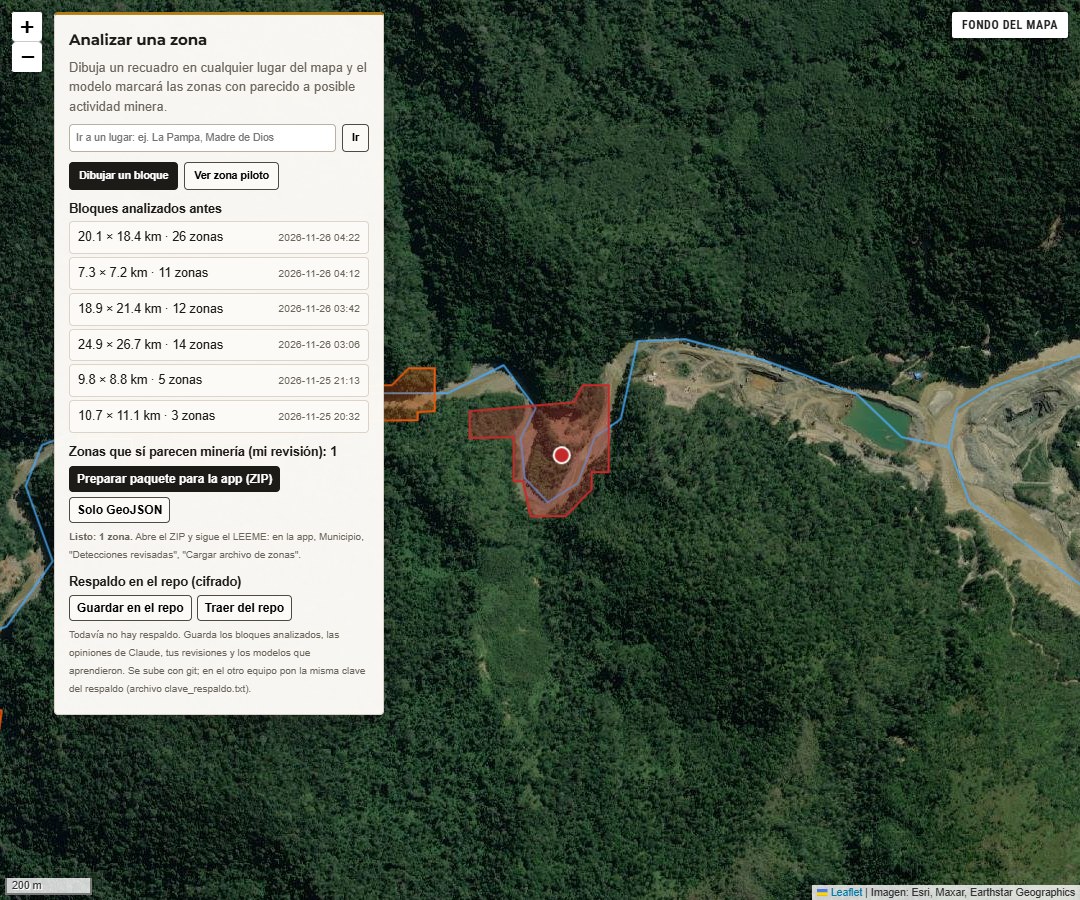 +
−
FONDO DEL MAPA
Analizar una zona
Dibuja un recuadro en cualquier lugar del mapa y el
modelo marcará las zonas con parecido a posible
actividad minera.
Ir a un lugar: ej. La Pampa, Madre de Dios
Ir
Dibujar un bloque
Ver zona piloto
Bloques analizados antes
20.1 × 18.4 km · 26 zonas 2026-11-26 04:22
7.3 × 7.2 km · 11 zonas 2026-11-26 04:12
18.9 × 21.4 km · 12 zonas 2026-11-26 03:42
24.9 × 26.7 km · 14 zonas 2026-11-26 03:06
9.8 × 8.8 km · 5 zonas 2026-11-25 21:13
10.7 × 11.1 km · 3 zonas 2026-11-25 20:32
Zonas que sí parecen minería (mi revisión): 1
Preparar paquete para la app (ZIP)
Solo GeoJSON
Listo: 1 zona. Abre el ZIP y sigue el LEEME: en la app, Municipio,
"Detecciones revisadas", "Cargar archivo de zonas".
Respaldo en el repo (cifrado)
Guardar en el repo
Traer del repo
Todavía no hay respaldo. Guarda los bloques analizados, las
opiniones de Claude, tus revisiones y los modelos que
aprendieron. Se sube con git; en el otro equipo pon la misma clave
del respaldo (archivo clave_respaldo.txt).
200 m
Leaflet | Imagen: Esri, Maxar, Earthstar Geographics